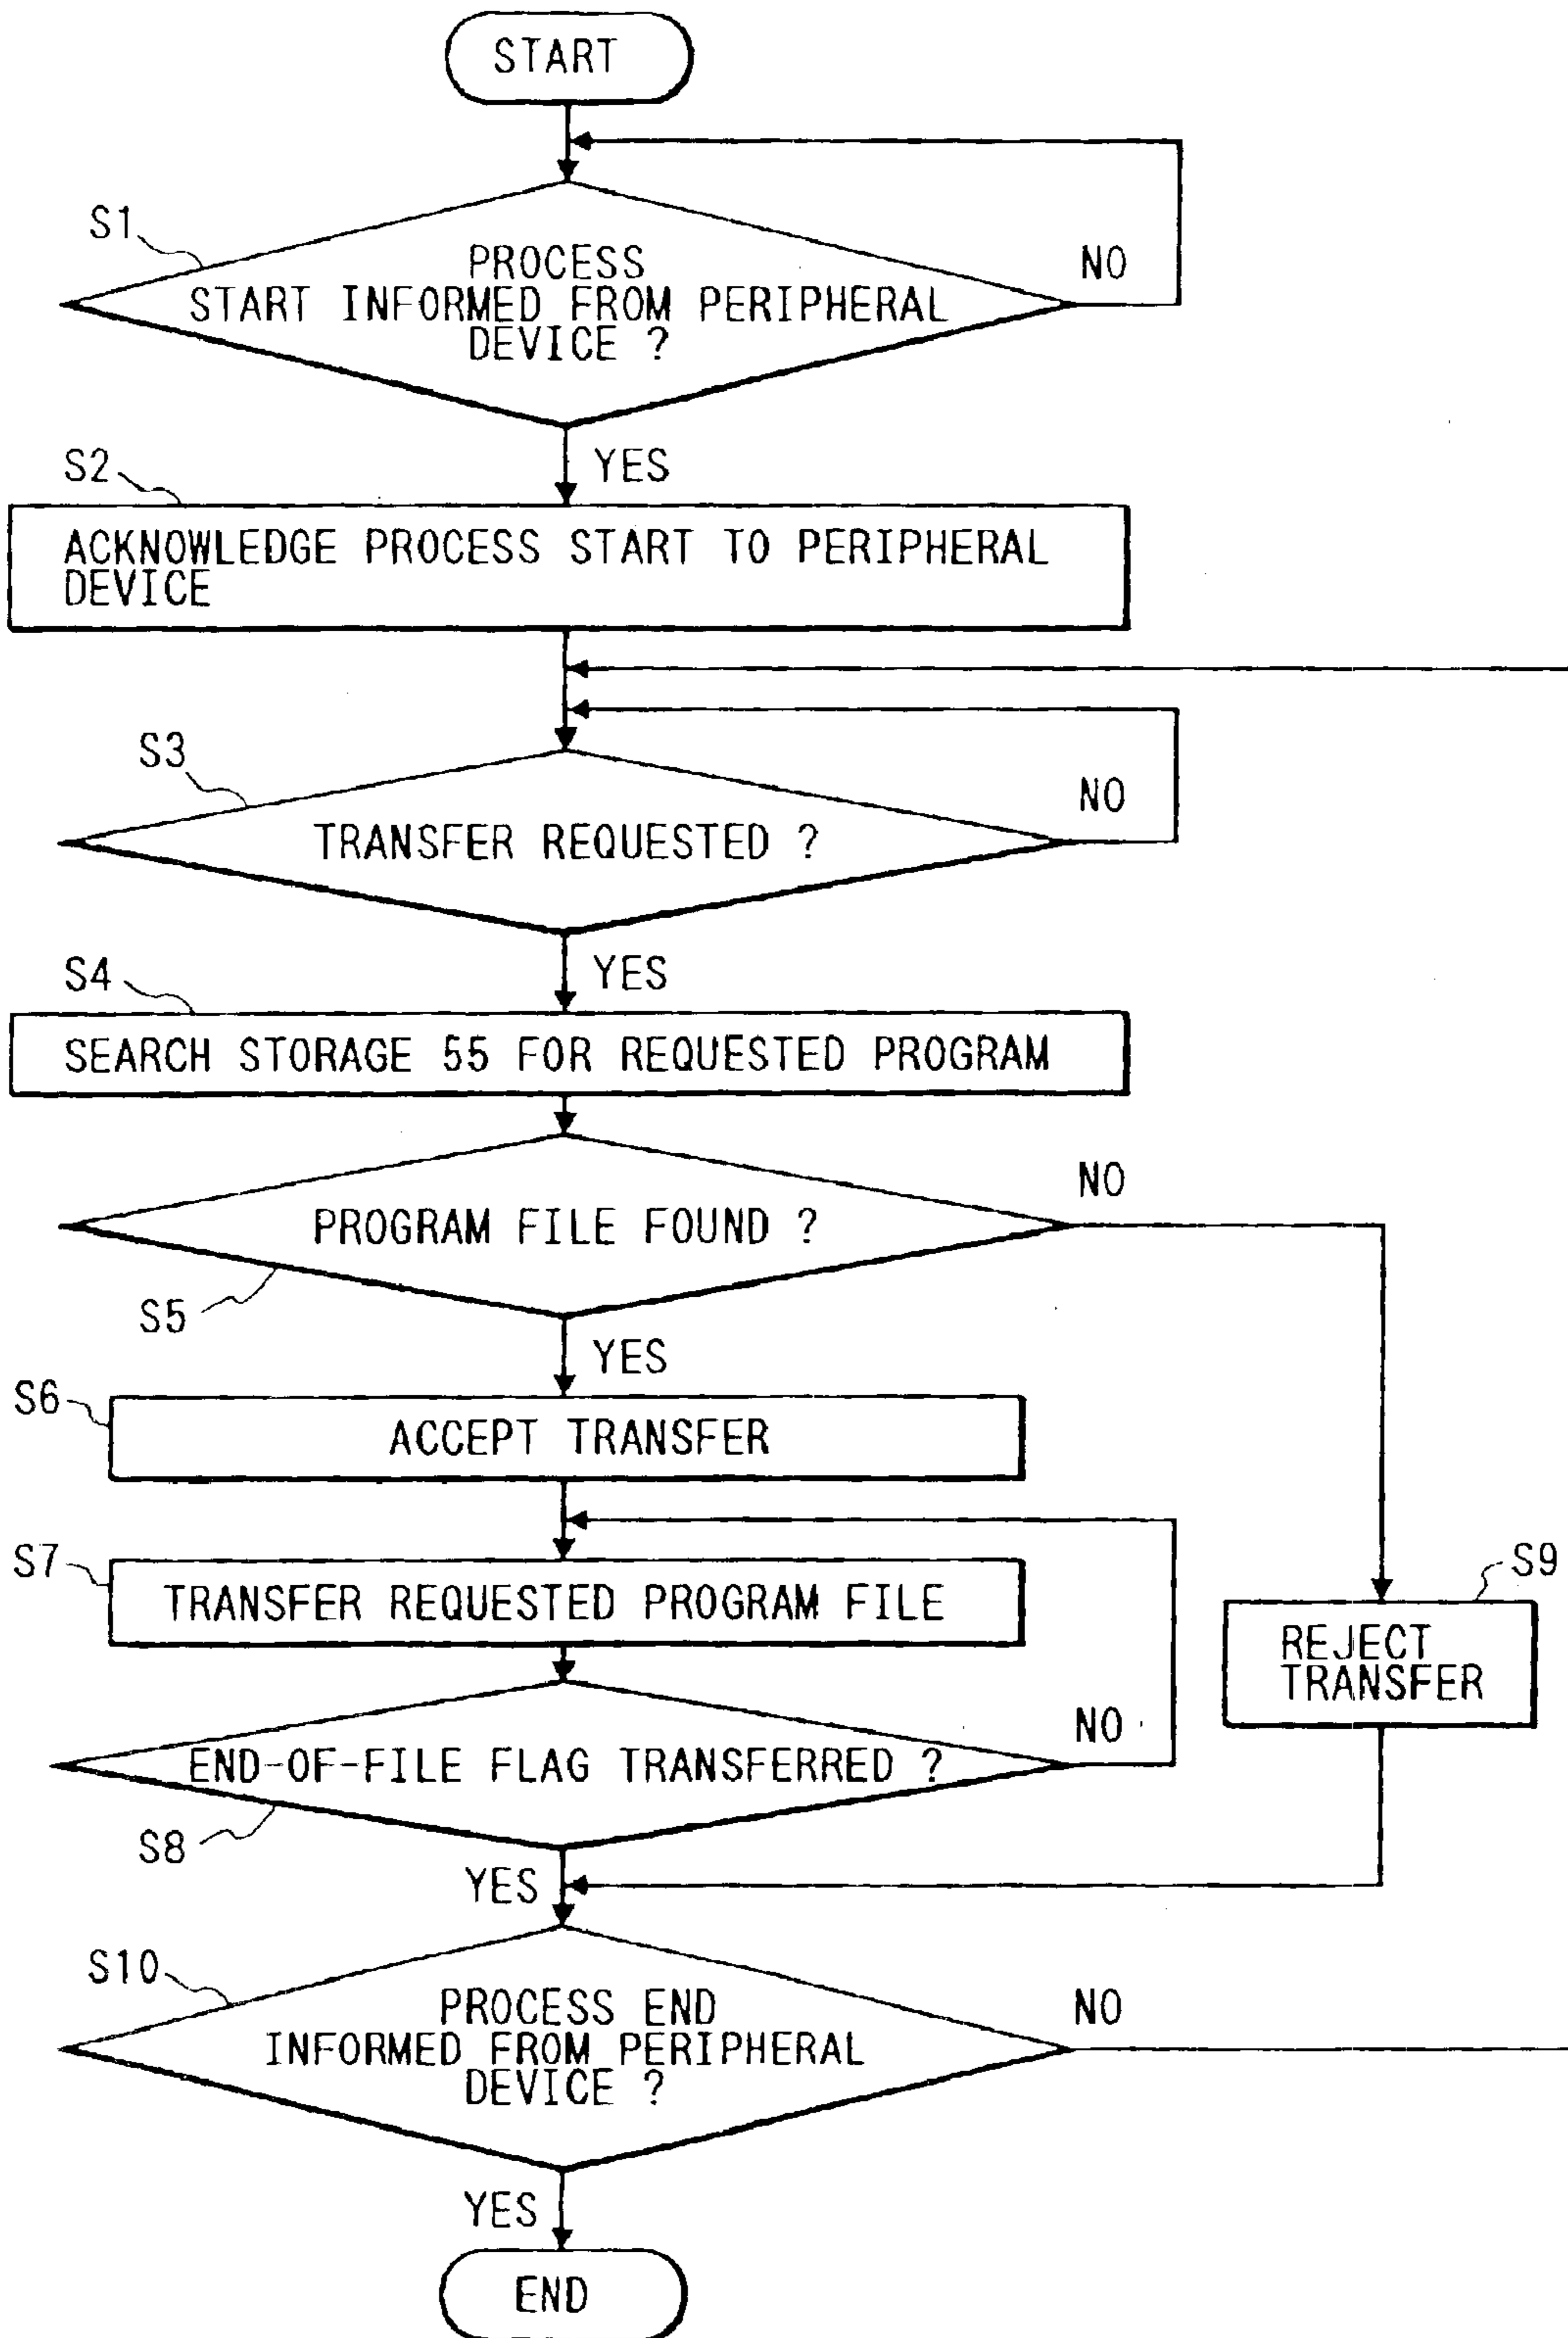 START
S1
PROCESS
START INFORMED FROM PERIPHERAL
DEVICE ?
NO
YES
S2
ACKNOWLEDGE PROCESS START TO PERIPHERAL
DEVICE
S3
TRANSFER REQUESTED ?
NO
YES
S4
SEARCH STORAGE 55 FOR REQUESTED PROGRAM
PROGRAM FILE FOUND ?
NO
S5
YES
S6
ACCEPT TRANSFER
S7
TRANSFER REQUESTED PROGRAM FILE
S9
REJECT
TRANSFER
END-OF-FILE FLAG TRANSFERRED ?
NO
S8
YES
S10
PROCESS END
INFORMED FROM PERIPHERAL
DEVICE ?
NO
YES
END